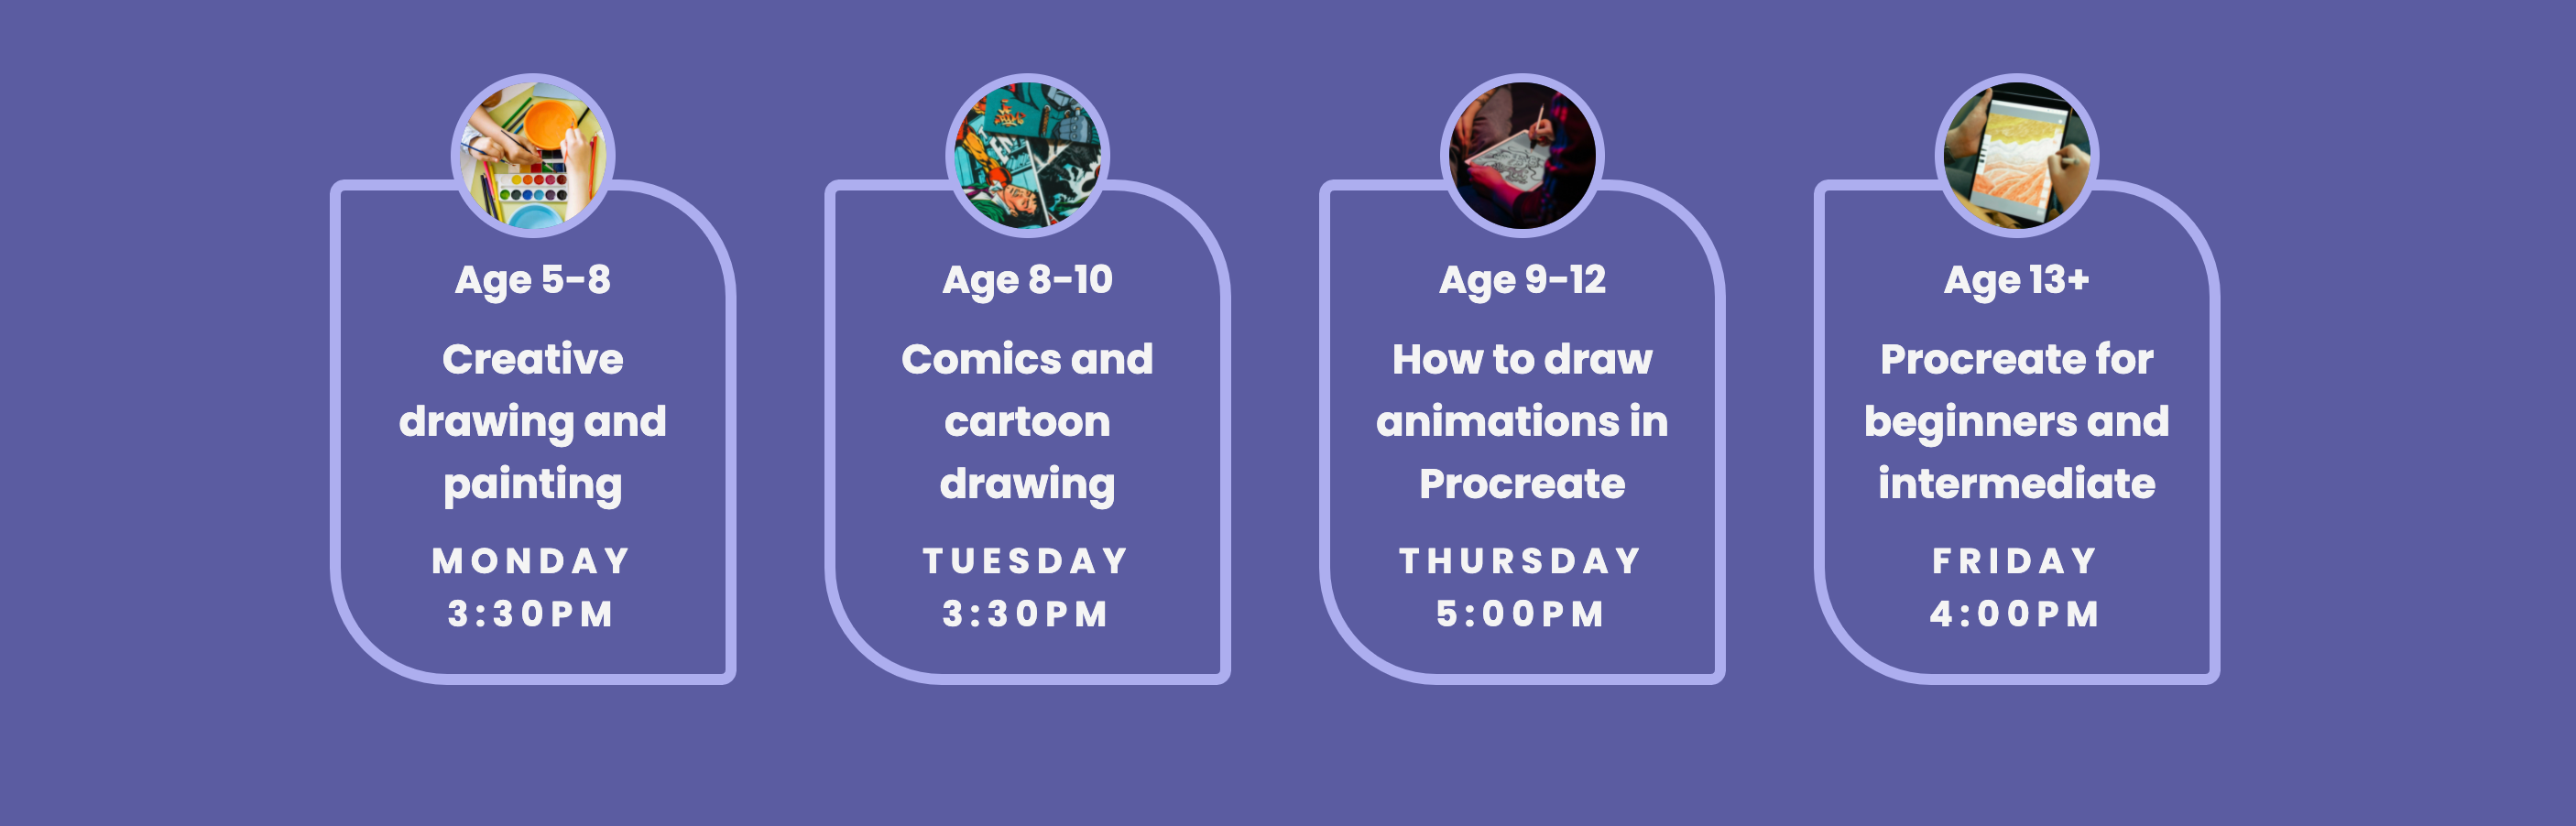 Age 5-8
Creative
drawing and
painting
MONDAY
3:30PM
Age 8-10
Comics and
cartoon
drawing
TUESDAY
3:30PM
Age 9-12
How to draw
animations in
Procreate
THURSDAY
5:00PM
Age 13+
Procreate for
beginners and
intermediate
FRIDAY
4:00PM